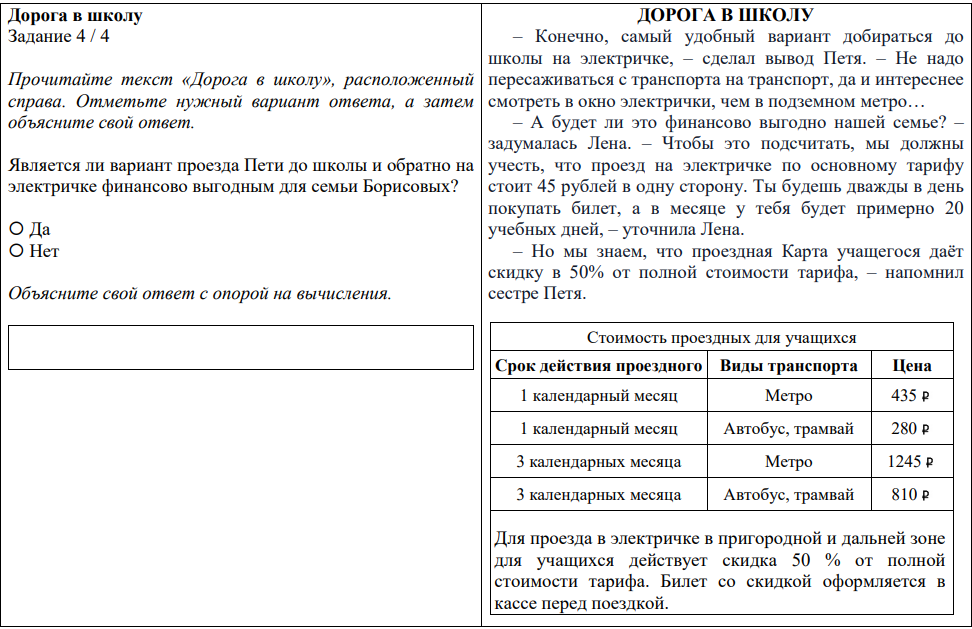 Дорога в школу
Задание 4 / 4
Прочитайте текст «Дорога в школу», расположенный
справа. Отметьте нужный вариант ответа, а затем
объясните свой ответ.
Является ли вариант проезда Пети до школы и обратно на
электричке финансово выгодным для семьи Борисовых?
Да
Нет
Объясните свой ответ с опорой на вычисления.
ДОРОГА В ШКОЛУ
– Конечно, самый удобный вариант добираться до
школы на электричке, – сделал вывод Петя. – Не надо
пересаживаться с транспорта на транспорт, да и интереснее
смотреть в окно электрички, чем в подземном метро…
– А будет ли это финансово выгодно нашей семье? –
задумалась Лена. – Чтобы это подсчитать, мы должны
учесть, что проезд на электричке по основному тарифу
стоит 45 рублей в одну сторону. Ты будешь дважды в день
покупать билет, а в месяце у тебя будет примерно 20
учебных дней, – уточнила Лена.
– Но мы знаем, что проездная Карта учащегося даёт
скидку в 50% от полной стоимости тарифа, – напомнил
сестре Петя.
Стоимость проездных для учащихся
Срок действия проездного Виды транспорта Цена
1 календарный месяц Метро 435 ₽
1 календарный месяц Автобус, трамвай 280 ₽
3 календарных месяца Метро 1245 ₽
3 календарных месяца Автобус, трамвай 810 ₽
Для проезда в электричке в пригородной и дальней зоне
для учащихся действует скидка 50 % от полной
стоимости тарифа. Билет со скидкой оформляется в
кассе перед поездкой.